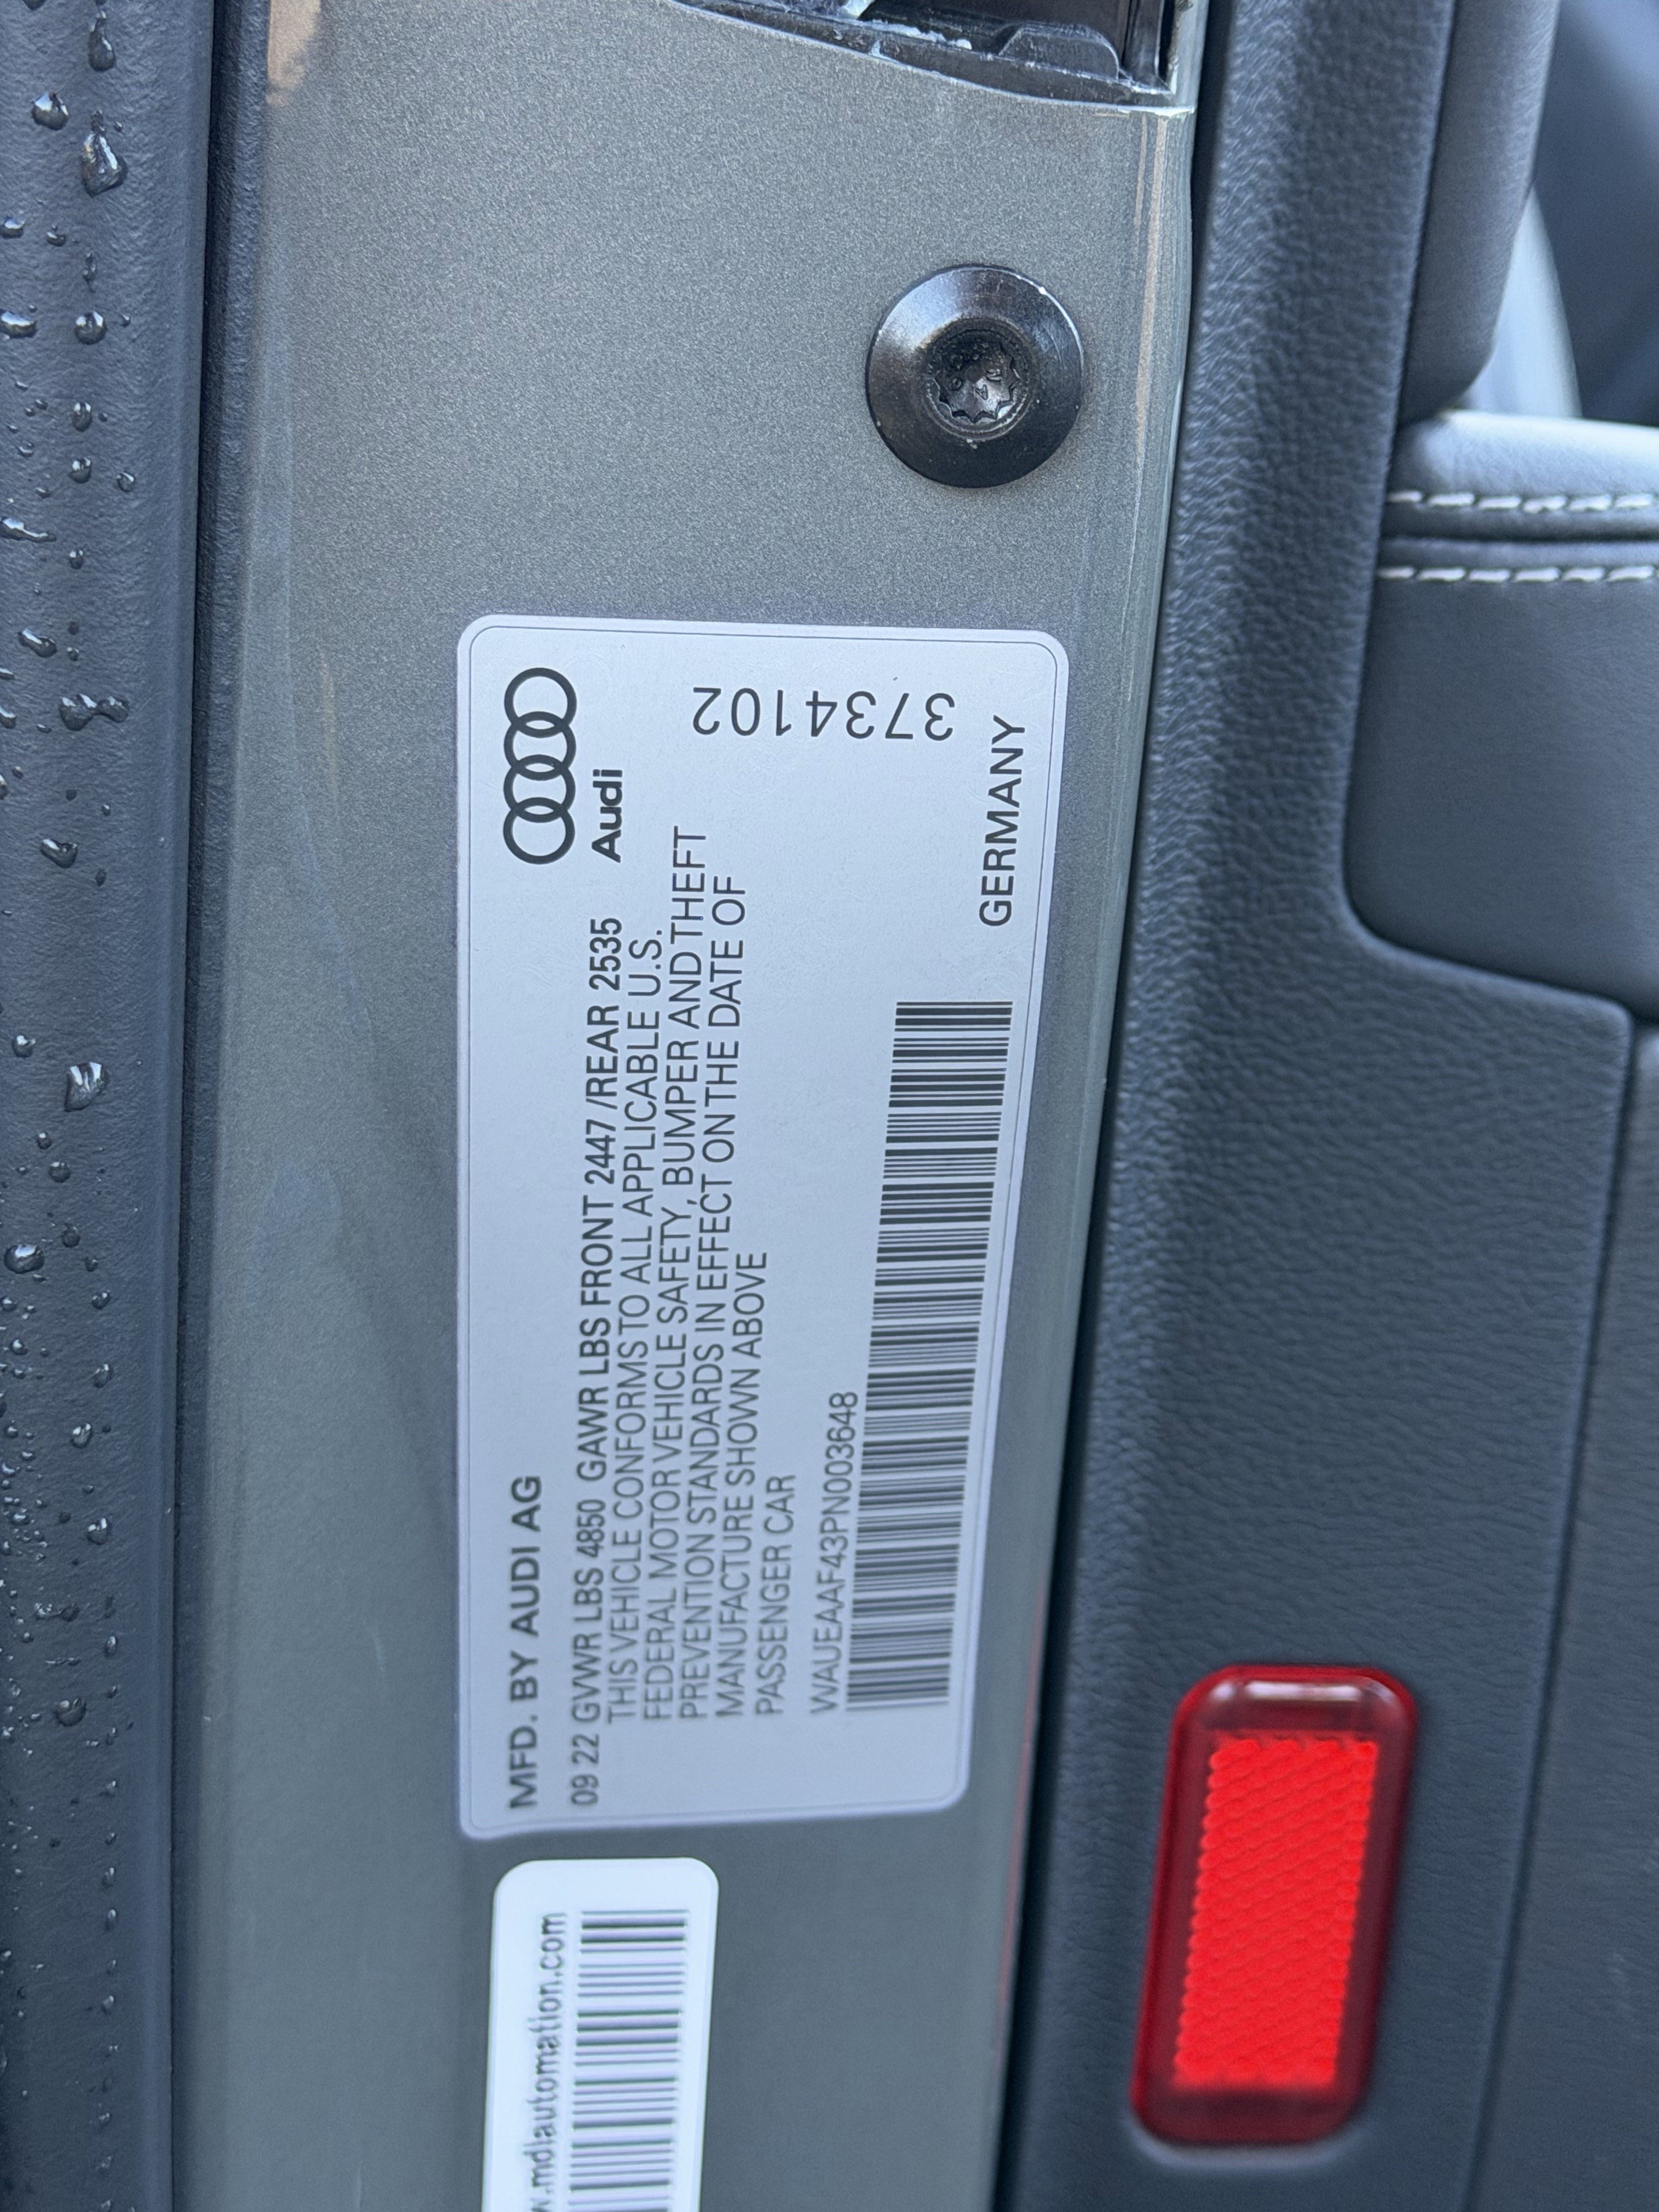 MFD. BY AUDI AG
Audi
09 22 GVWR LBS 4850 GAWR LBS FRONT 2447 /REAR 2535
THIS VEHICLE CONFORMS TO ALL APPLICABLE U.S.
FEDERAL MOTOR VEHICLE SAFETY, BUMPER AND THEFT
PREVENTION STANDARDS IN EFFECT ON THE DATE OF
MANUFACTURE SHOWN ABOVE
PASSENGER CAR
WAUEAAF43PN003648
GERMANY
3734102
w.mdlautomation.com